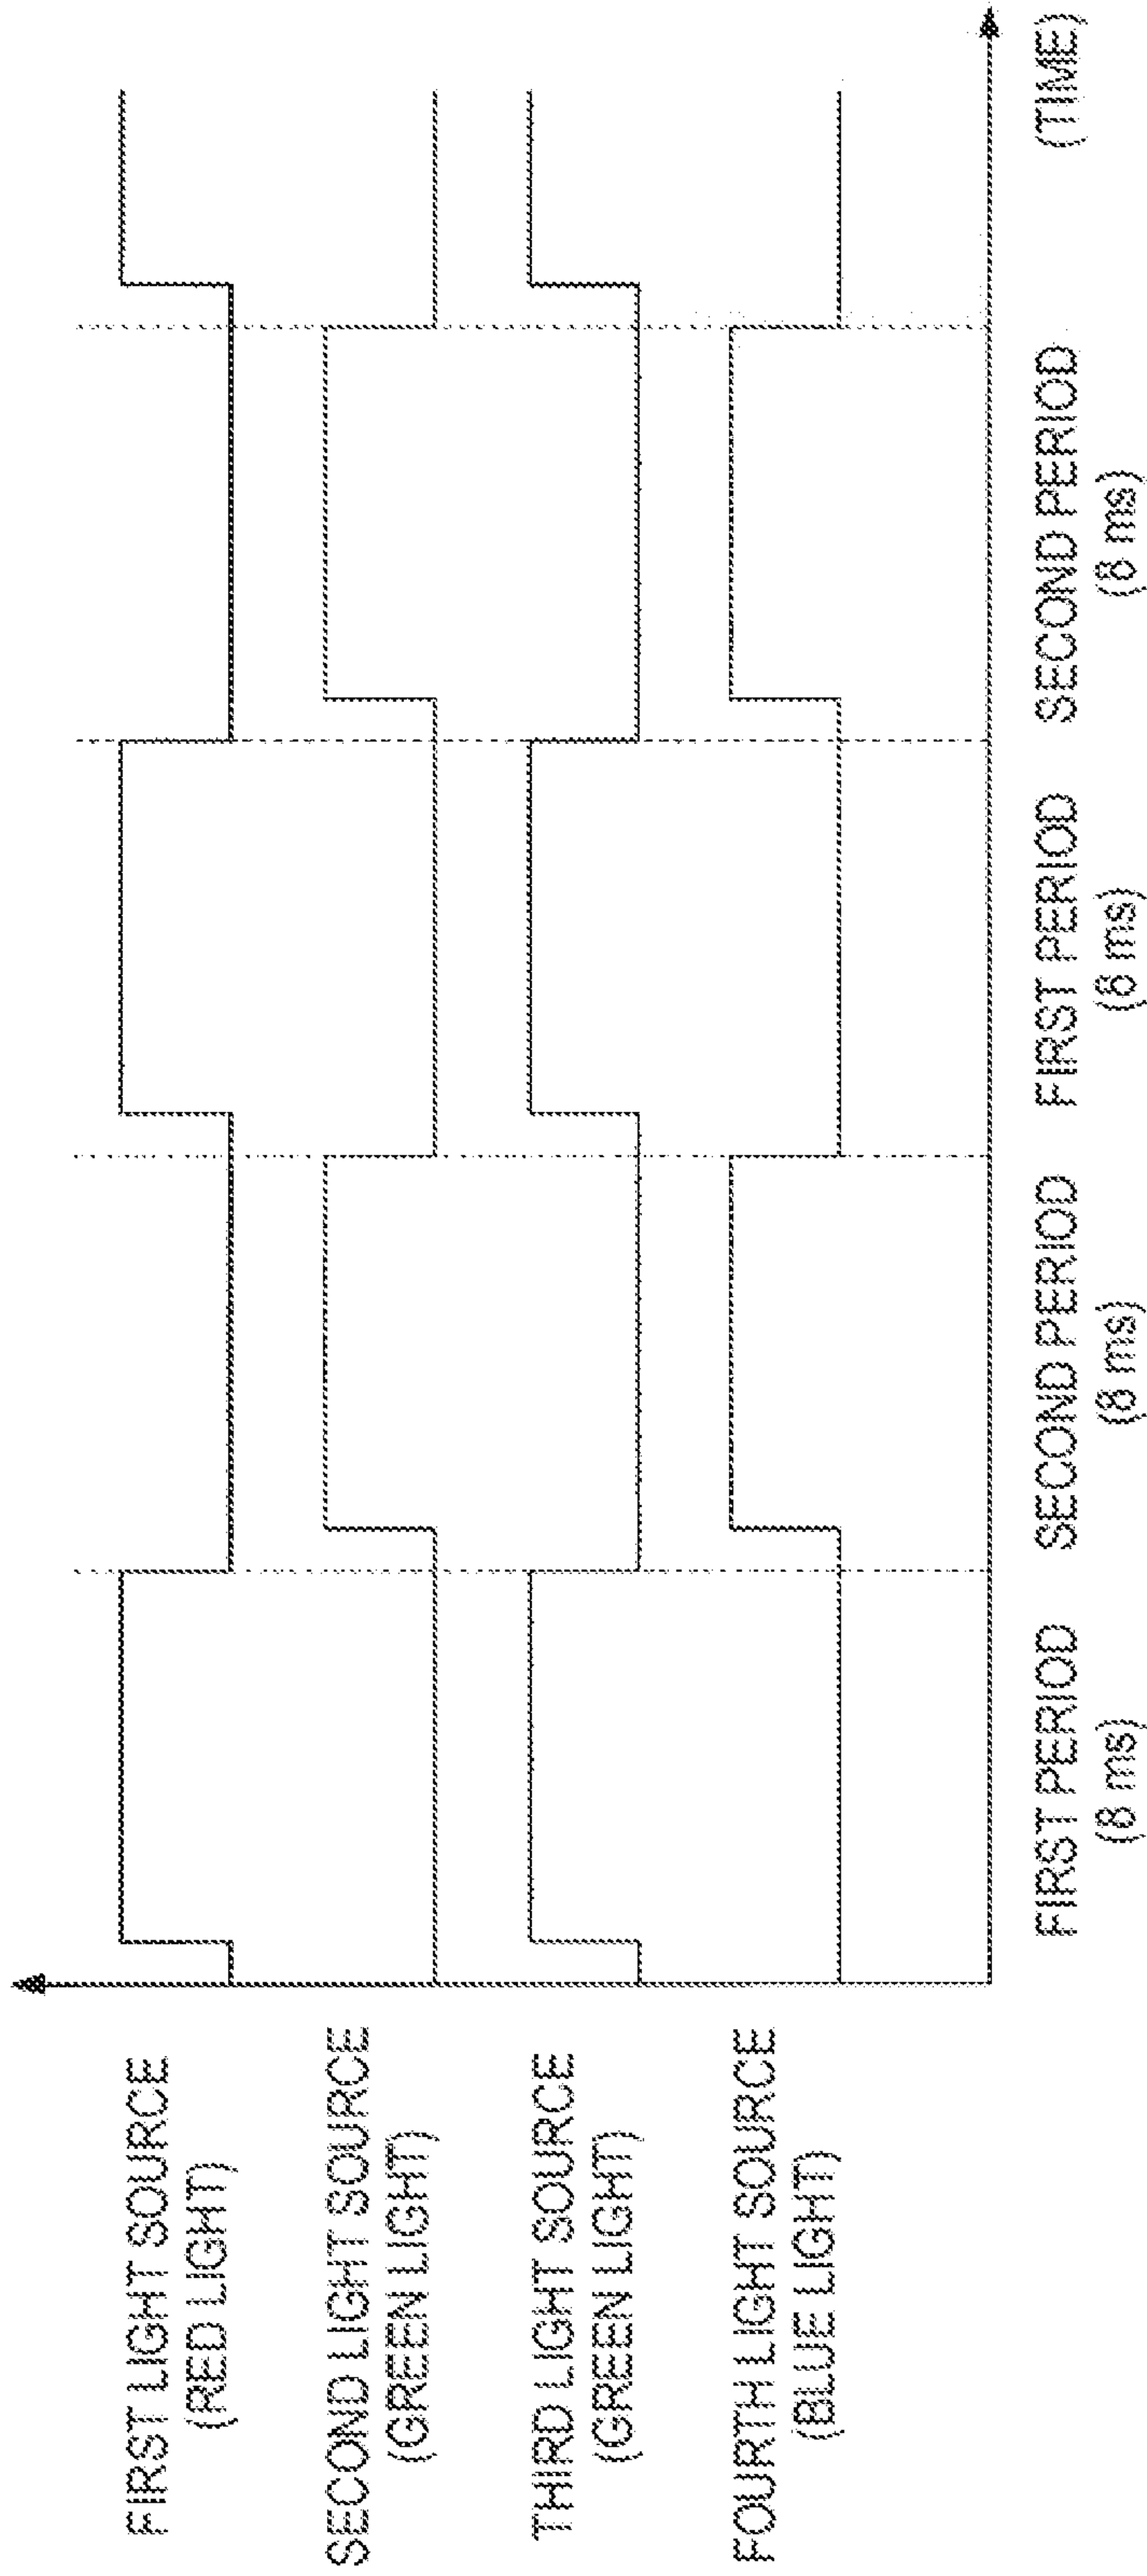 FIRST LIGHT SOURCE
(RED LIGHT)
SECOND LIGHT SOURCE
(GREEN LIGHT)
THIRD LIGHT SOURCE
(GREEN LIGHT)
FOURTH LIGHT SOURCE
(BLUE LIGHT)
FIRST PERIOD
(8 ms)
SECOND PERIOD
(8 ms)
FIRST PERIOD
(8 ms)
SECOND PERIOD
(8 ms)
(TIME)